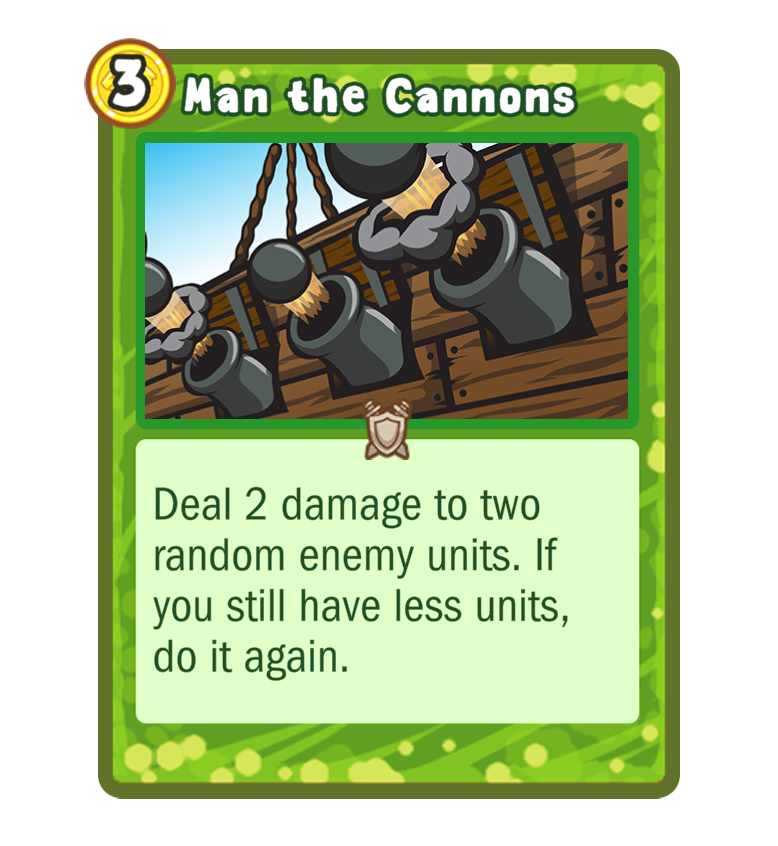 3
Man the Cannons
Deal 2 damage to two
random enemy units. If
you still have less units,
do it again.